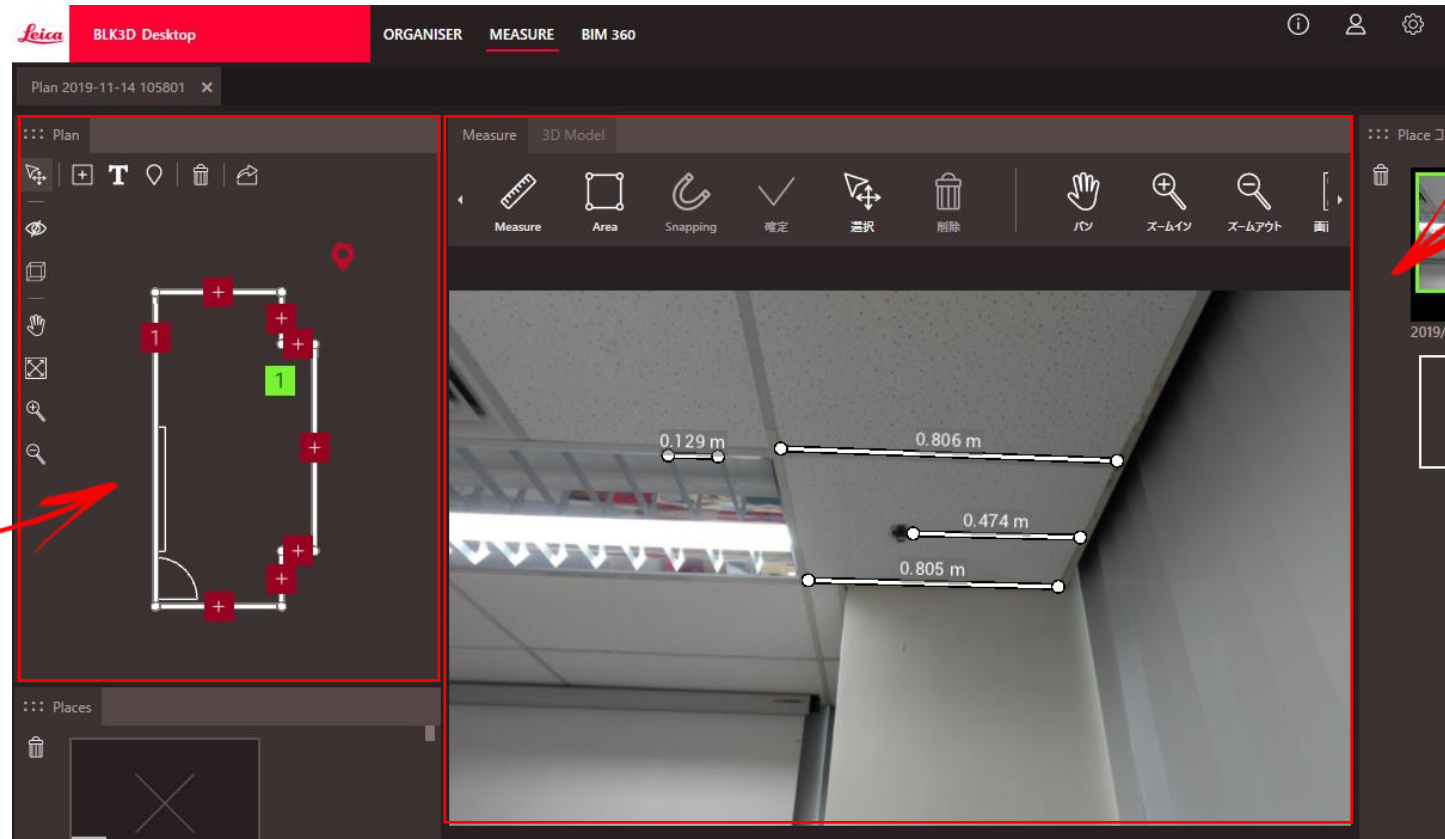 Leica BLK3D Desktop ORGANISER MEASURE BIM 360
Plan 2019-11-14 105801
Plan
T
1
1
Places
Measure 3D Model
Measure Area Snapping 確定 選択 削除 パン ズームイン ズームアウト 画
0.129 m
0.806 m
0.474 m
0.805 m
Place コ
2019/